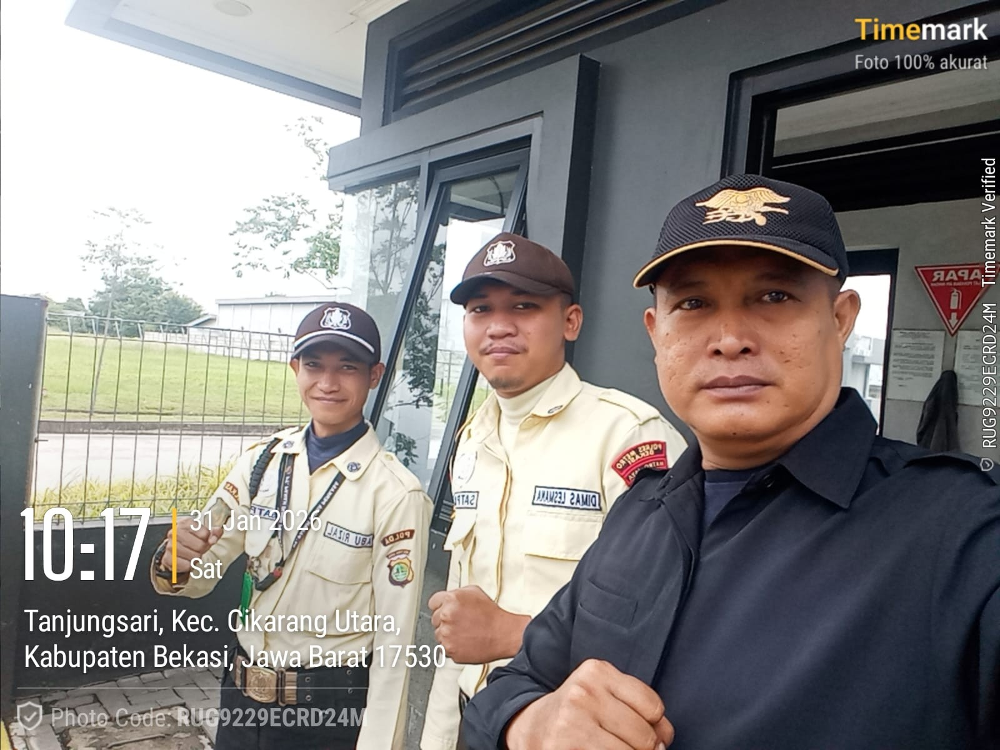 Timemark
Foto 100% akurat
RUG9229ECRD24M Timemark Verified
APAR
POLRES METRO
BEKASI
DIMAS LESMANA
SATP
ABU RIZAL
POLDA
10:17
31 Jan 2026
Sat
Tanjungsari, Kec. Cikarang Utara,
Kabupaten Bekasi, Jawa Barat 17530
Photo Code: RUG9229ECRD24M